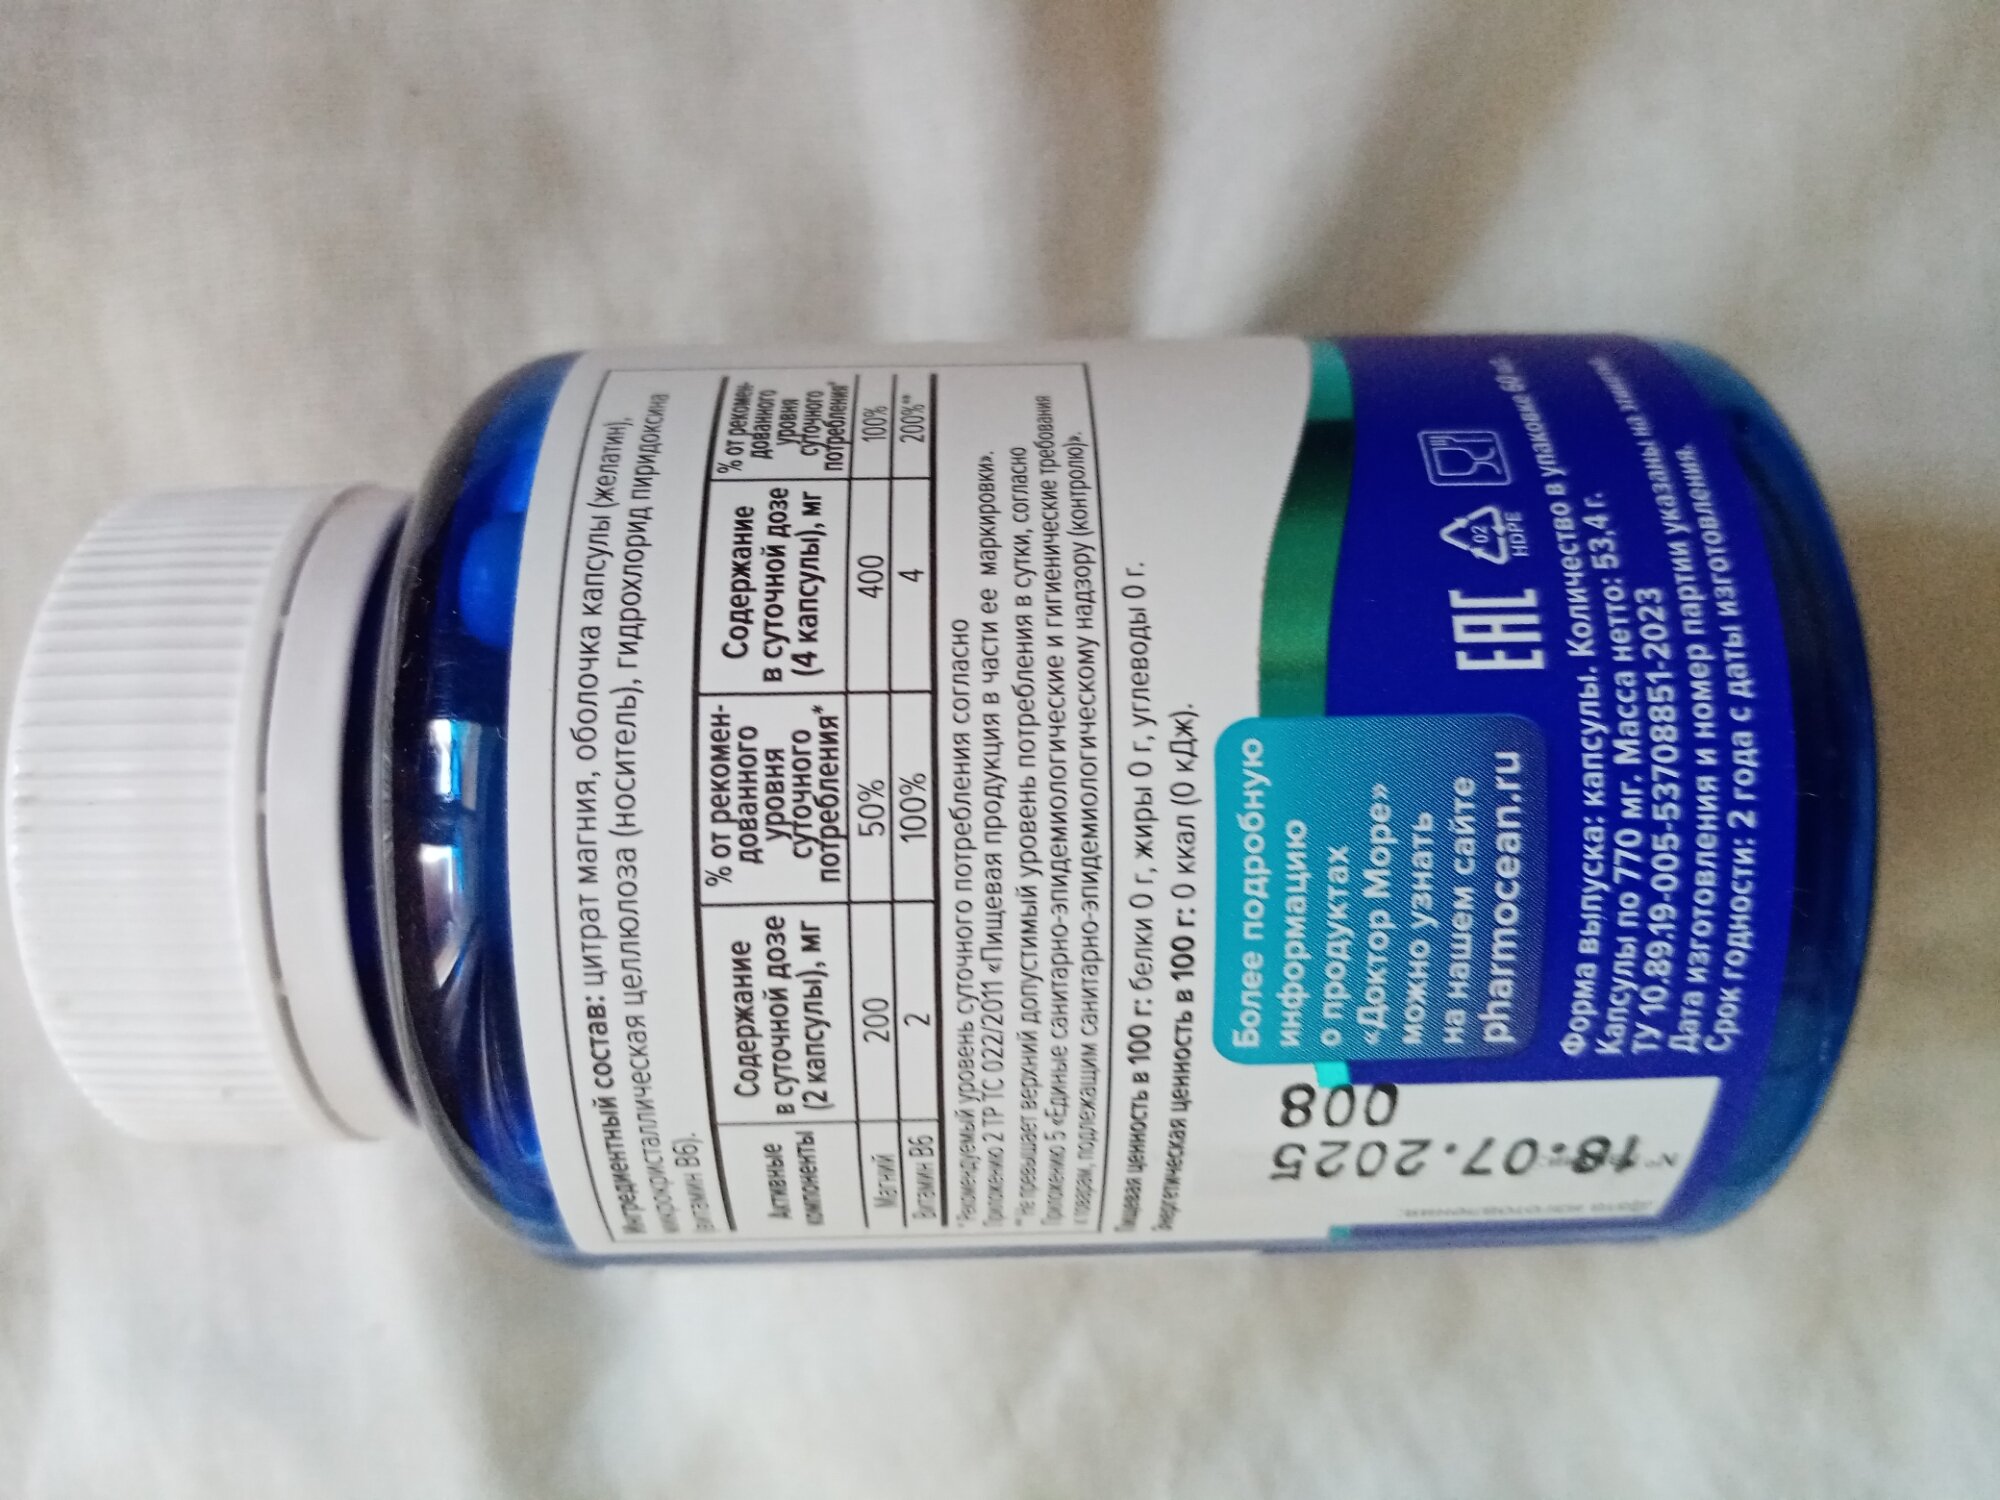 Ингредиентный состав: цитрат магния, оболочка капсулы (желатин),
микрокристаллическая целлюлоза (носитель), гидрохлорид пиридоксина
(витамин В6).
Активные
компоненты
Содержание
в суточной дозе
(2 капсулы), мг
% от рекомен-
дованного
уровня
суточного
потребления*
Содержание
в суточной дозе
(4 капсулы), мг
% от рекомен-
дованного
уровня
суточного
потребления*
Магний 200 50% 400 100%
Витамин В6 2 100% 4 200%**
*Рекомендуемый уровень суточного потребления согласно
Приложению 2 ТР ТС 022/2011 «Пищевая продукция в части ее маркировки».
**Не превышает верхний допустимый уровень потребления в сутки, согласно
Приложению 5 «Единые санитарно-эпидемиологические и гигиенические требования
к товарам, подлежащим санитарно-эпидемиологическому надзору (контролю)».
Пищевая ценность в 100 г: белки 0 г, жиры 0 г, углеводы 0 г.
Энергетическая ценность в 100 г: 0 ккал (0 кДж).
Более подробную
информацию
о продуктах
«Доктор Море»
можно узнать
на нашем сайте
pharmocean.ru
EAC
02
HDPE
Форма выпуска: капсулы. Количество в упаковке 60
Капсулы по 770 мг. Масса нетто: 53,4 г.
ТУ 10.89.19-005-53708851-2023
Дата изготовления и номер партии указаны на
Срок годности: 2 года с даты изготовления.
Дата изготовления:
18.07.2025
008